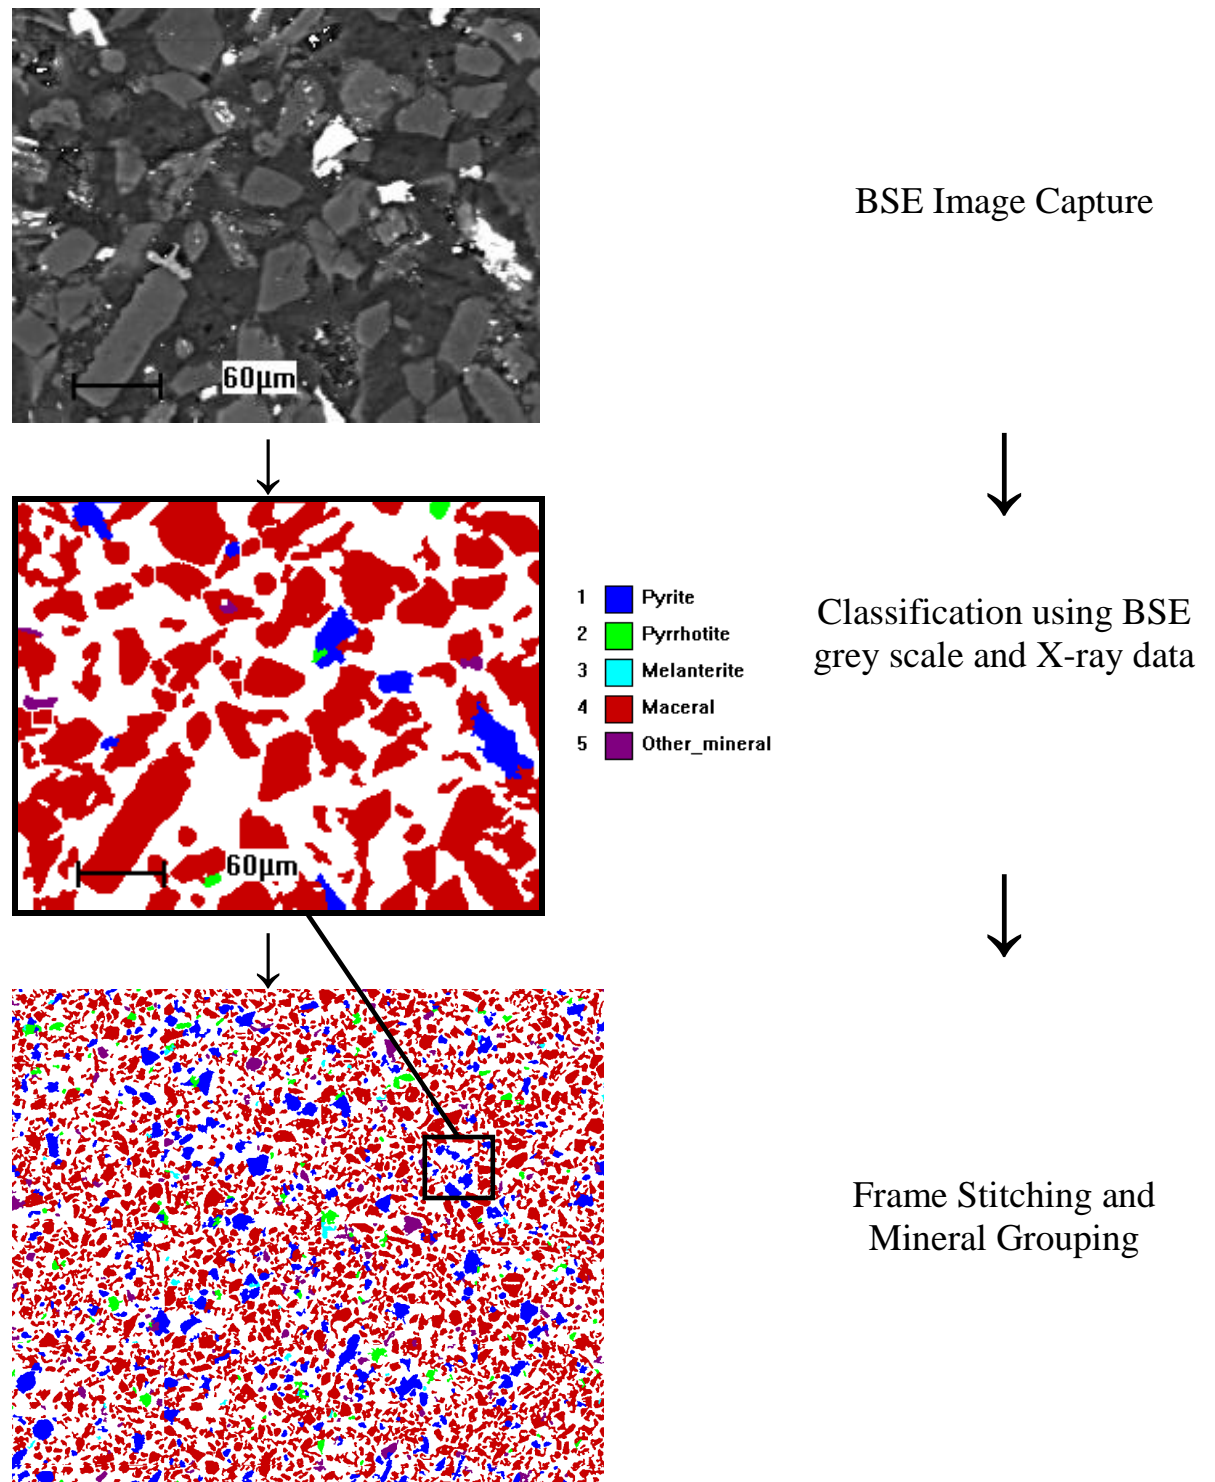 BSE Image Capture
60μm
1 Pyrite
2 Pyrrhotite
3 Melanterite
4 Maceral
5 Other_mineral
Classification using BSE
grey scale and X-ray data
60μm
Frame Stitching and
Mineral Grouping